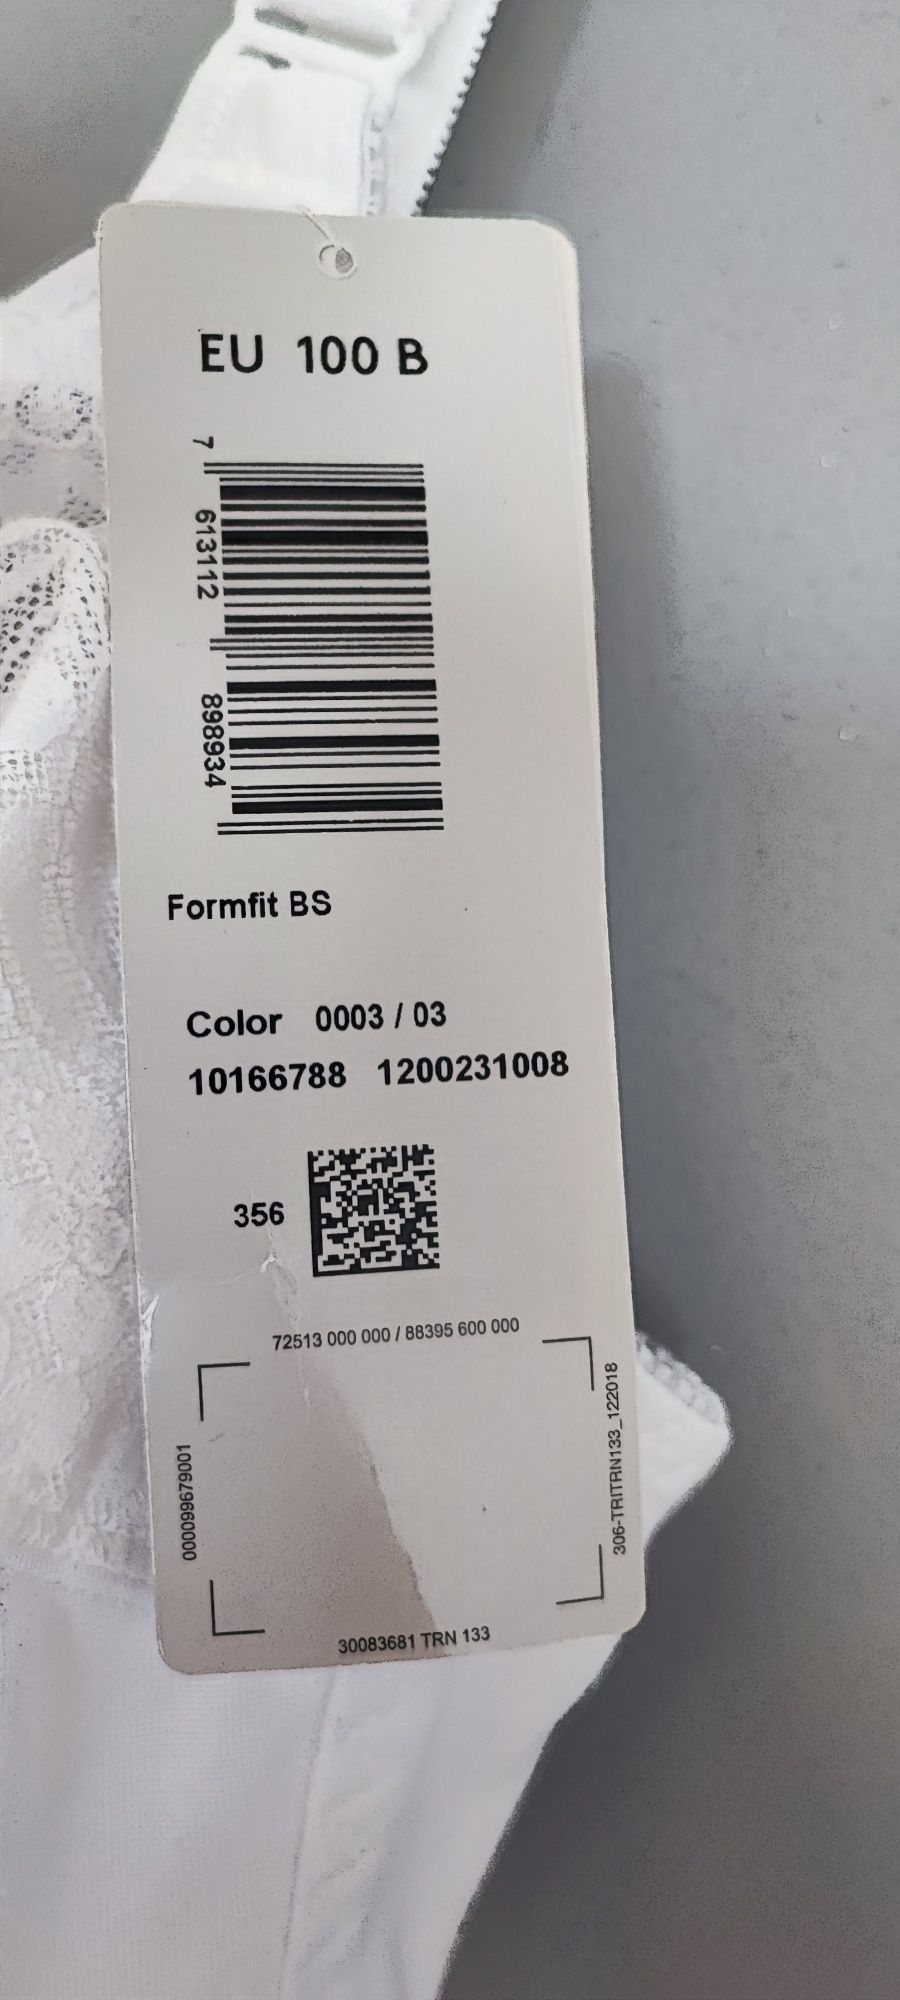 EU 100 B
7 613112 898934
Formfit BS
Color 0003 / 03
10166788 1200231008
356
72513 000 000 / 88395 600 000
000099679001
306-TRITRN133_122018
30083681 TRN 133